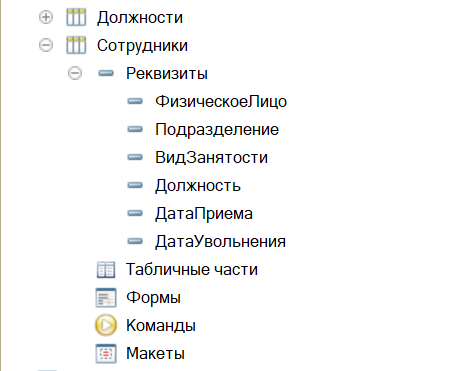 Должности
Сотрудники
Реквизиты
ФизическоеЛицо
Подразделение
ВидЗанятости
Должность
ДатаПриема
ДатаУвольнения
Табличные части
Формы
Команды
Макеты